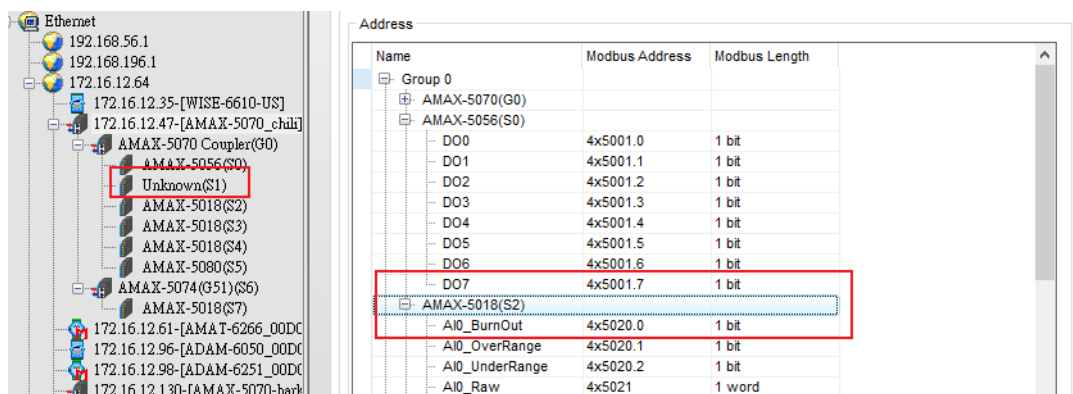 Ethernet
192.168.56.1
192.168.196.1
172.16.12.64
172.16.12.35-[WISE-6610-US]
172.16.12.47-[AMAX-5070_chili]
AMAX-5070 Coupler(G0)
AMAX-5056(S0)
Unknown(S1)
AMAX-5018(S2)
AMAX-5018(S3)
AMAX-5018(S4)
AMAX-5080(S5)
AMAX-5074(G51)(S6)
AMAX-5018(S7)
172.16.12.61-[AMAT-6266_00D0
172.16.12.96-[ADAM-6050_00D0
172.16.12.98-[ADAM-6251_00D0
172.16.12.130-[AMAX-5070-hark
Address
Name Modbus Address Modbus Length
Group 0
AMAX-5070(G0)
AMAX-5056(S0)
DO0 4x5001.0 1 bit
DO1 4x5001.1 1 bit
DO2 4x5001.2 1 bit
DO3 4x5001.3 1 bit
DO4 4x5001.4 1 bit
DO5 4x5001.5 1 bit
DO6 4x5001.6 1 bit
DO7 4x5001.7 1 bit
AMAX-5018(S2)
AI0_BurnOut 4x5020.0 1 bit
AI0_OverRange 4x5020.1 1 bit
AI0_UnderRange 4x5020.2 1 bit
AI0_Raw 4x5021 1 word